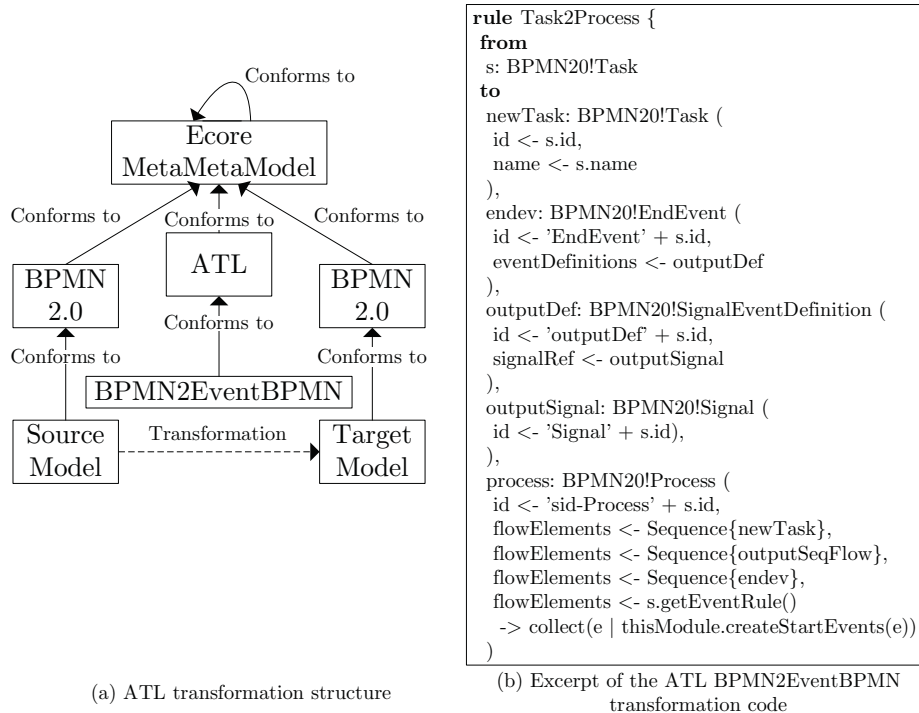 Conforms to
Ecore
MetaMetaModel
Conforms to
Conforms to
Conforms to
BPMN
2.0
ATL
BPMN
2.0
Conforms to
Conforms to
Conforms to
BPMN2EventBPMN
Source
Model
Transformation
Target
Model
(a) ATL transformation structure
rule Task2Process {
from
s: BPMN20!Task
to
newTask: BPMN20!Task (
id <- s.id,
name <- s.name
),
endev: BPMN20!EndEvent (
id <- 'EndEvent' + s.id,
eventDefinitions <- outputDef
),
outputDef: BPMN20!SignalEventDefinition (
id <- 'outputDef' + s.id,
signalRef <- outputSignal
),
outputSignal: BPMN20!Signal (
id <- 'Signal' + s.id),
),
process: BPMN20!Process (
id <- 'sid-Process' + s.id,
flowElements <- Sequence{newTask},
flowElements <- Sequence{outputSeqFlow},
flowElements <- Sequence{endev},
flowElements <- s.getEventRule()
-> collect(e | thisModule.createStartEvents(e))
)
(b) Excerpt of the ATL BPMN2EventBPMN
transformation code